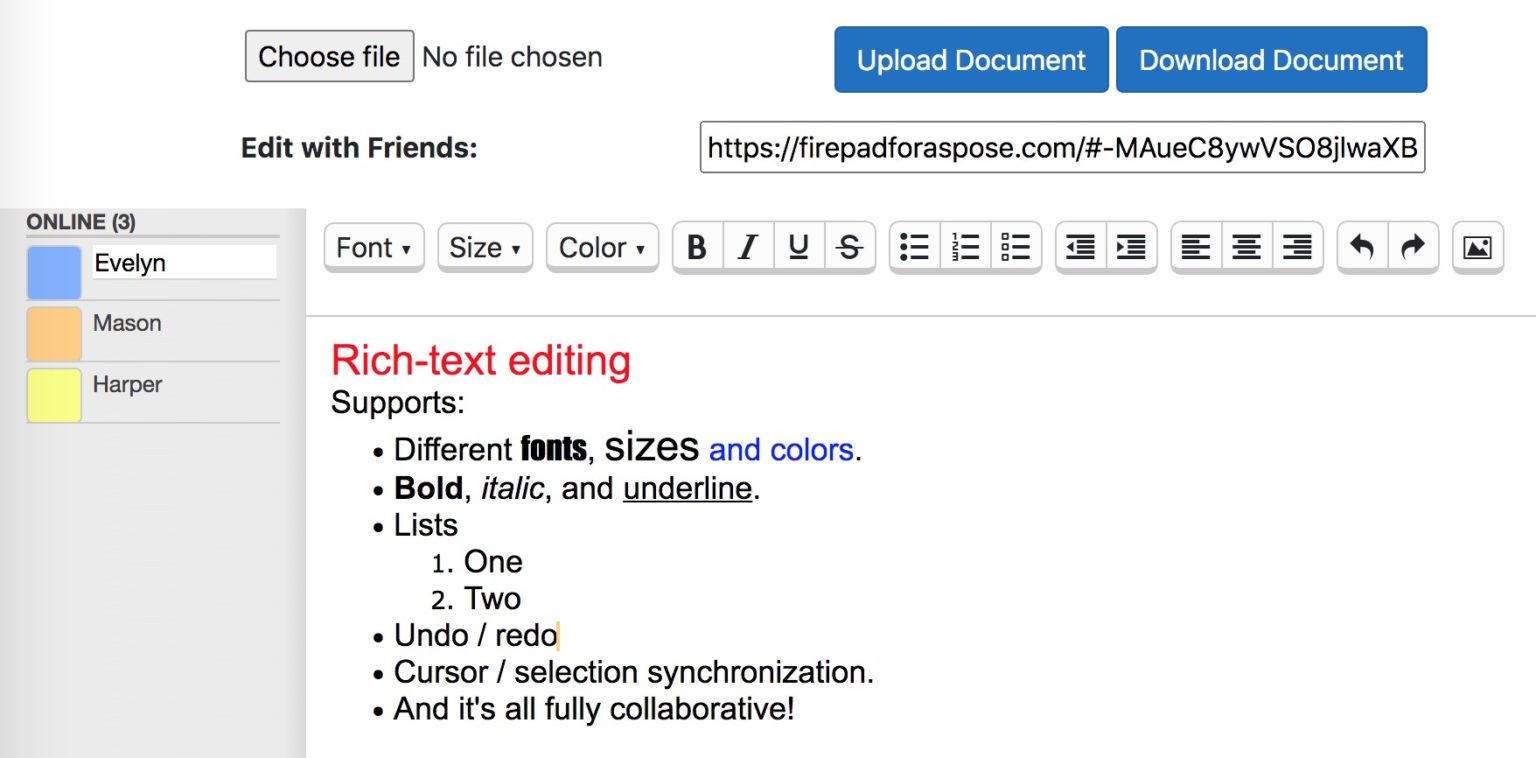 Choose file No file chosen Upload Document Download Document
Edit with Friends: https://firepadforaspose.com/#-MAueC8ywVSO8jlwaXB
ONLINE (3)
Evelyn
Mason
Harper
Font ▾ Size ▾ Color ▾ B I U S
Rich-text editing
Supports:
• Different fonts, sizes and colors.
• Bold, italic, and underline.
• Lists
1. One
2. Two
• Undo / redo
• Cursor / selection synchronization.
• And it's all fully collaborative!